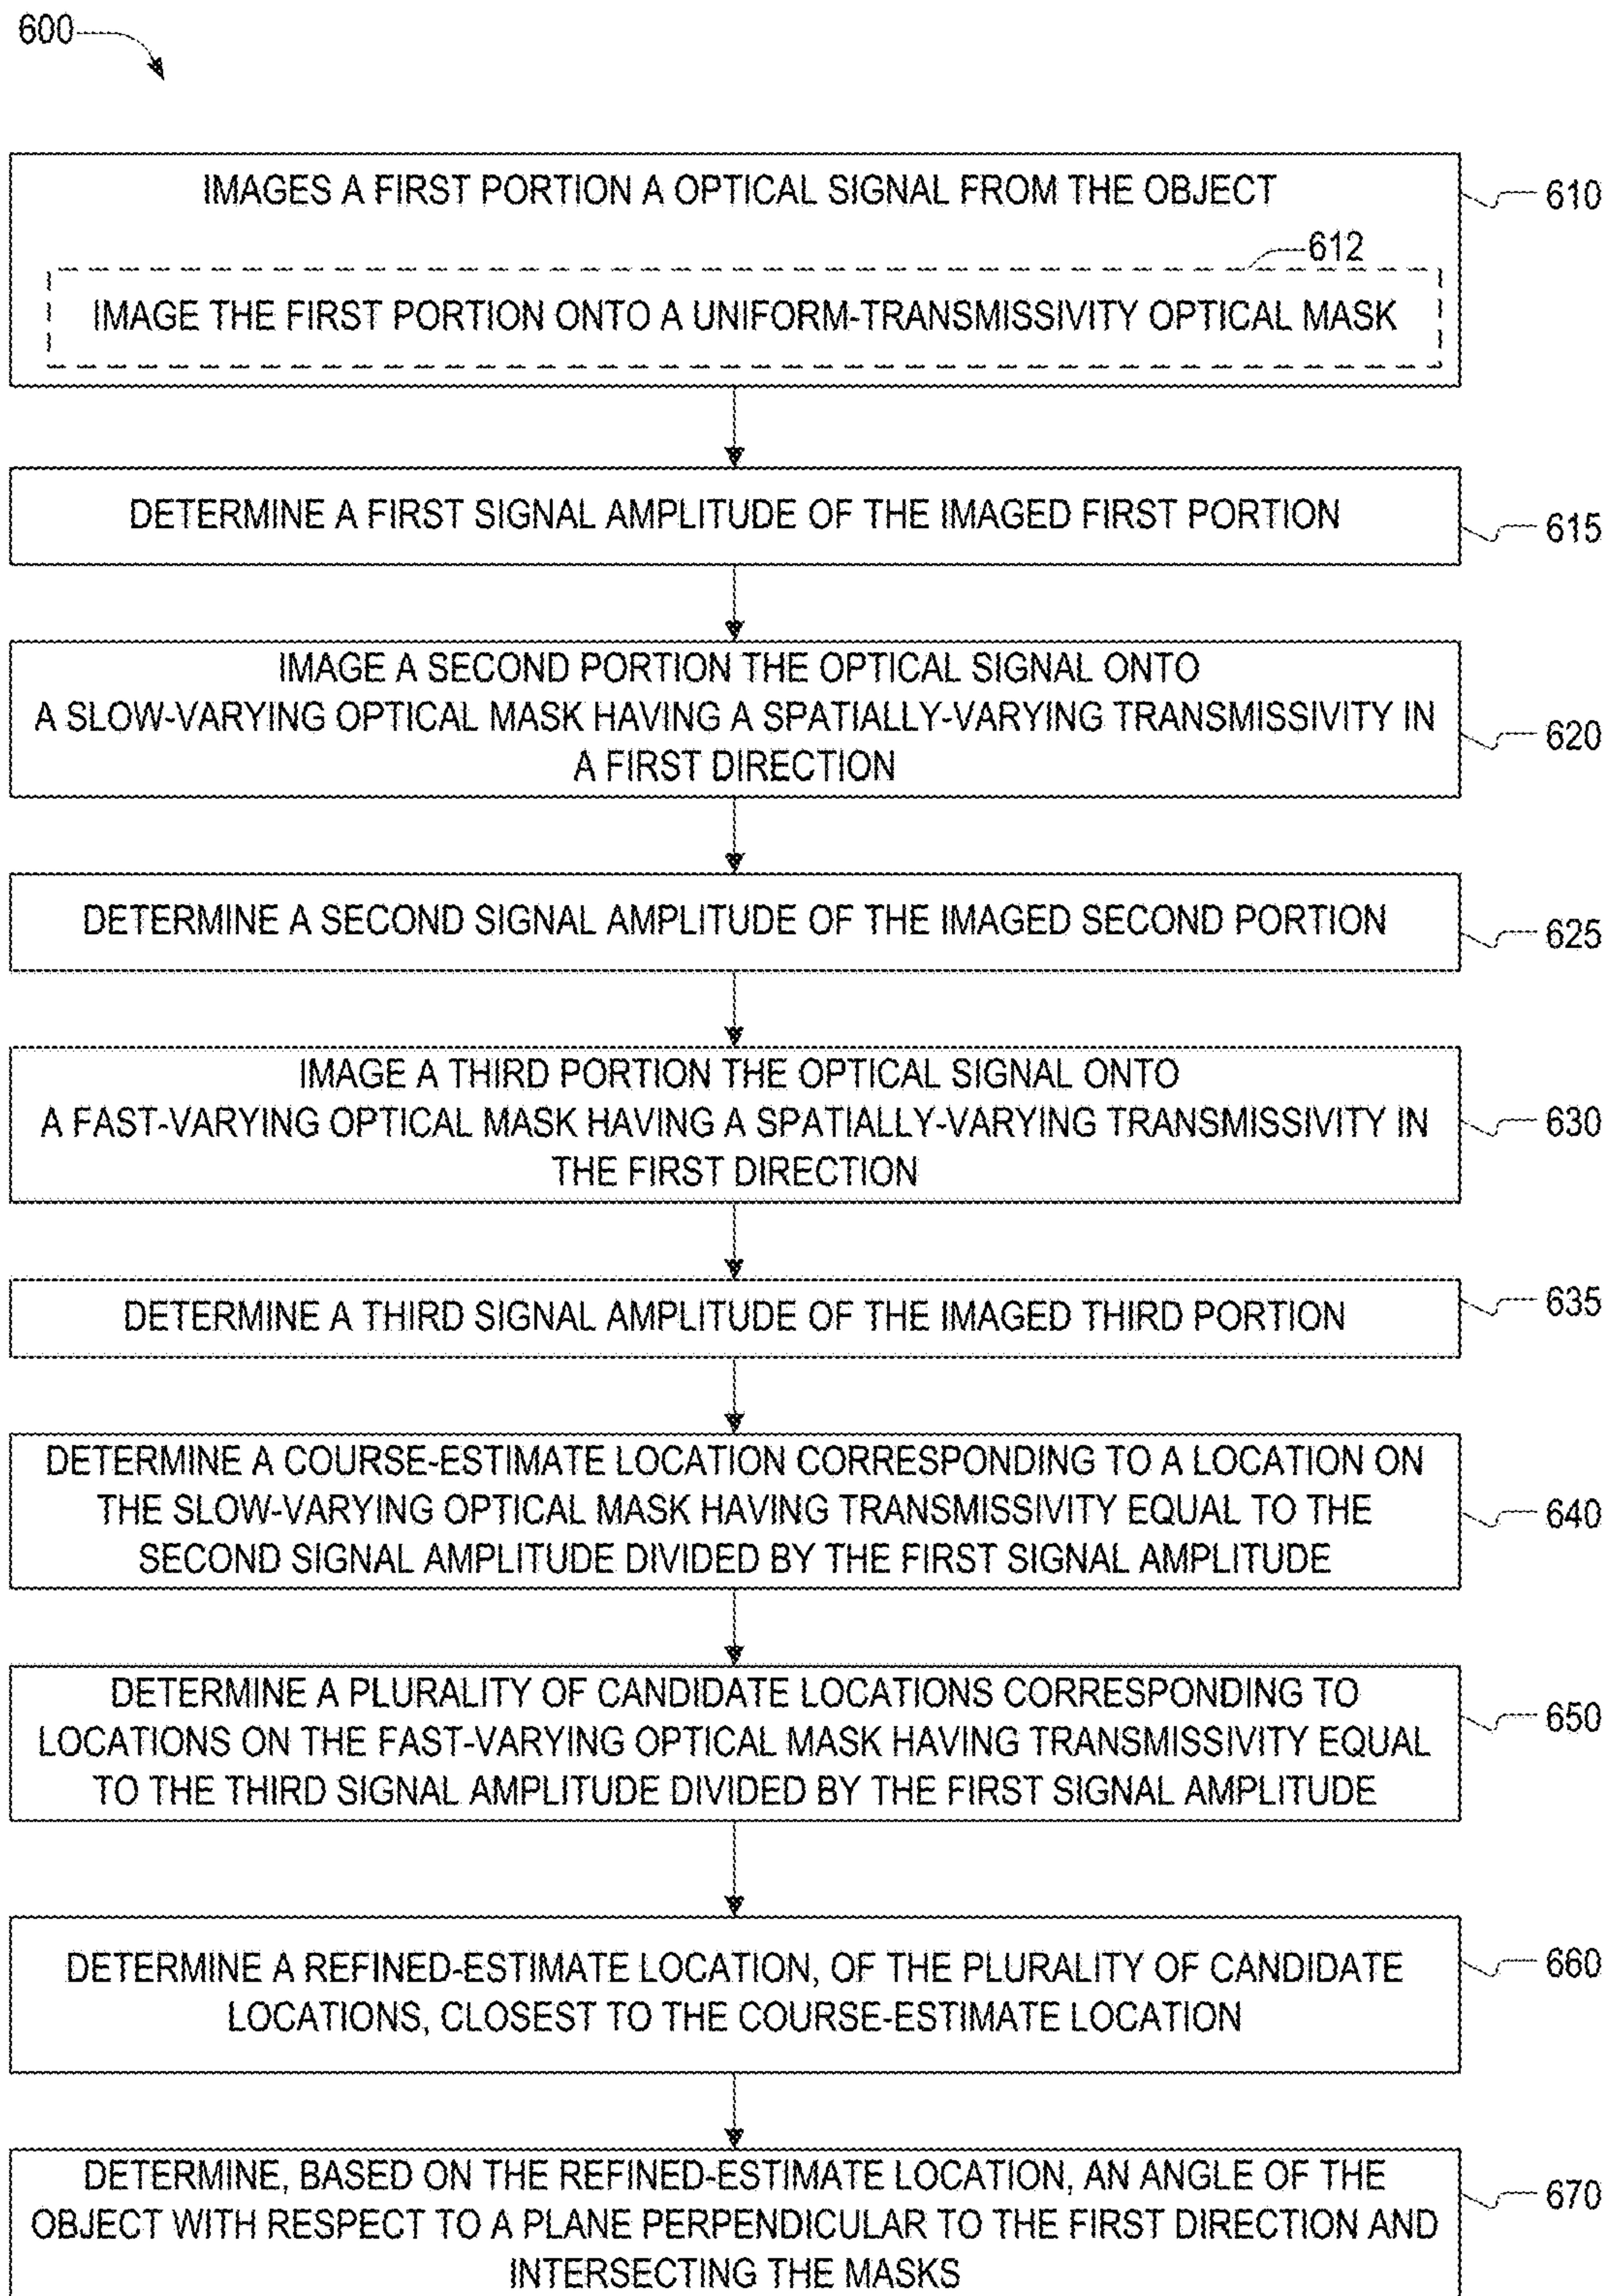 600
IMAGES A FIRST PORTION A OPTICAL SIGNAL FROM THE OBJECT
610
612
IMAGE THE FIRST PORTION ONTO A UNIFORM-TRANSMISSIVITY OPTICAL MASK
DETERMINE A FIRST SIGNAL AMPLITUDE OF THE IMAGED FIRST PORTION
615
IMAGE A SECOND PORTION THE OPTICAL SIGNAL ONTO
A SLOW-VARYING OPTICAL MASK HAVING A SPATIALLY-VARYING TRANSMISSIVITY IN
A FIRST DIRECTION
620
DETERMINE A SECOND SIGNAL AMPLITUDE OF THE IMAGED SECOND PORTION
625
IMAGE A THIRD PORTION THE OPTICAL SIGNAL ONTO
A FAST-VARYING OPTICAL MASK HAVING A SPATIALLY-VARYING TRANSMISSIVITY IN
THE FIRST DIRECTION
630
DETERMINE A THIRD SIGNAL AMPLITUDE OF THE IMAGED THIRD PORTION
635
DETERMINE A COURSE-ESTIMATE LOCATION CORRESPONDING TO A LOCATION ON
THE SLOW-VARYING OPTICAL MASK HAVING TRANSMISSIVITY EQUAL TO THE
SECOND SIGNAL AMPLITUDE DIVIDED BY THE FIRST SIGNAL AMPLITUDE
640
DETERMINE A PLURALITY OF CANDIDATE LOCATIONS CORRESPONDING TO
LOCATIONS ON THE FAST-VARYING OPTICAL MASK HAVING TRANSMISSIVITY EQUAL
TO THE THIRD SIGNAL AMPLITUDE DIVIDED BY THE FIRST SIGNAL AMPLITUDE
650
DETERMINE A REFINED-ESTIMATE LOCATION, OF THE PLURALITY OF CANDIDATE
LOCATIONS, CLOSEST TO THE COURSE-ESTIMATE LOCATION
660
DETERMINE, BASED ON THE REFINED-ESTIMATE LOCATION, AN ANGLE OF THE
OBJECT WITH RESPECT TO A PLANE PERPENDICULAR TO THE FIRST DIRECTION AND
INTERSECTING THE MASKS
670